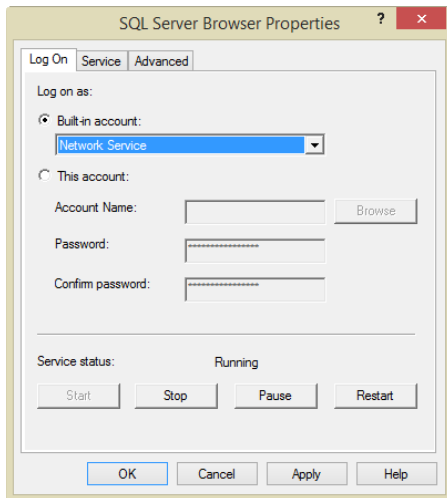 SQL Server Browser Properties ? ×
Log On Service Advanced
Log on as:
Built-in account:
Network Service
This account:
Account Name: Browse
Password: ****************
Confirm password: ****************
Service status: Running
Start Stop Pause Restart
OK Cancel Apply Help